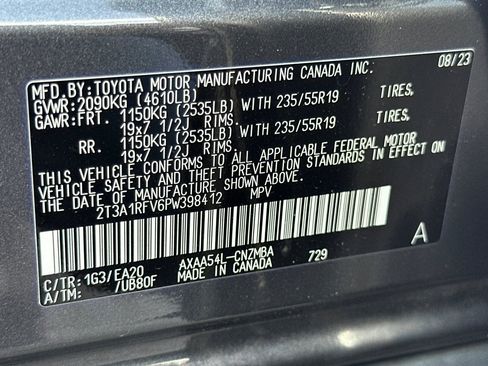 MFD.BY:TOYOTA MOTOR MANUFACTURING CANADA INC. 08/23
GVWR:2090KG (4610LB)
GAWR:FRT. 1150KG (2535LB) WITH 235/55R19 TIRES,
19x7 1/2J RIMS.
RR. 1150KG (2535LB) WITH 235/55R19 TIRES,
19x7 1/2J RIMS.
THIS VEHICLE CONFORMS TO ALL APPLICABLE FEDERAL MOTOR
VEHICLE SAFETY AND THEFT PREVENTION STANDARDS IN EFFECT ON
THE DATE OF MANUFACTURE SHOWN ABOVE.
2T3A1RFV6PW398412 MPV
A
C/TR:1G3/EA20 AXAA54L-CNZMBA 729
A/TM: /UB80F MADE IN CANADA